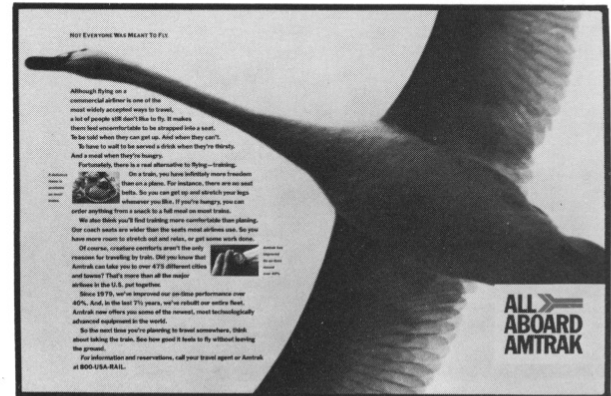 NOT EVERYONE WAS MEANT TO FLY.
Although flying on a
commercial airliner is one of the
most widely accepted ways to travel,
a lot of people still don't like to fly. It makes
them feel uncomfortable to be strapped into a seat.
To be told when they can get up. And when they can't.
To have to wait to be served a drink when they're thirsty.
And a meal when they're hungry.
Fortunately, there is a real alternative to flying—training.
On a train, you have infinitely more freedom
than on a plane. For instance, there are no seat
belts. So you can get up and stretch your legs
whenever you like. If you're hungry, you can
order anything from a snack to a full meal on most trains.
We also think you'll find training more comfortable than planing.
Our coach seats are wider than the seats most airlines use. So you
have more room to stretch out and relax, or get some work done.
Of course, creature comforts aren't the only
reasons for traveling by train. Did you know that
Amtrak can take you to over 475 different cities
and towns? That's more than all the major
airlines in the U.S. put together.
Since 1979, we've improved our on-time performance over
40%. And, in the last 7½ years, we've rebuilt our entire fleet.
Amtrak now offers you some of the newest, most technologically
advanced equipment in the world.
So the next time you're planning to travel somewhere, think
about taking the train. See how good it feels to fly without leaving
the ground.
For information and reservations, call your travel agent or Amtrak
at 800-USA-RAIL.
Amtrak has
improved
its on-time
record
over 40%.
ALL
ABOARD
AMTRAK